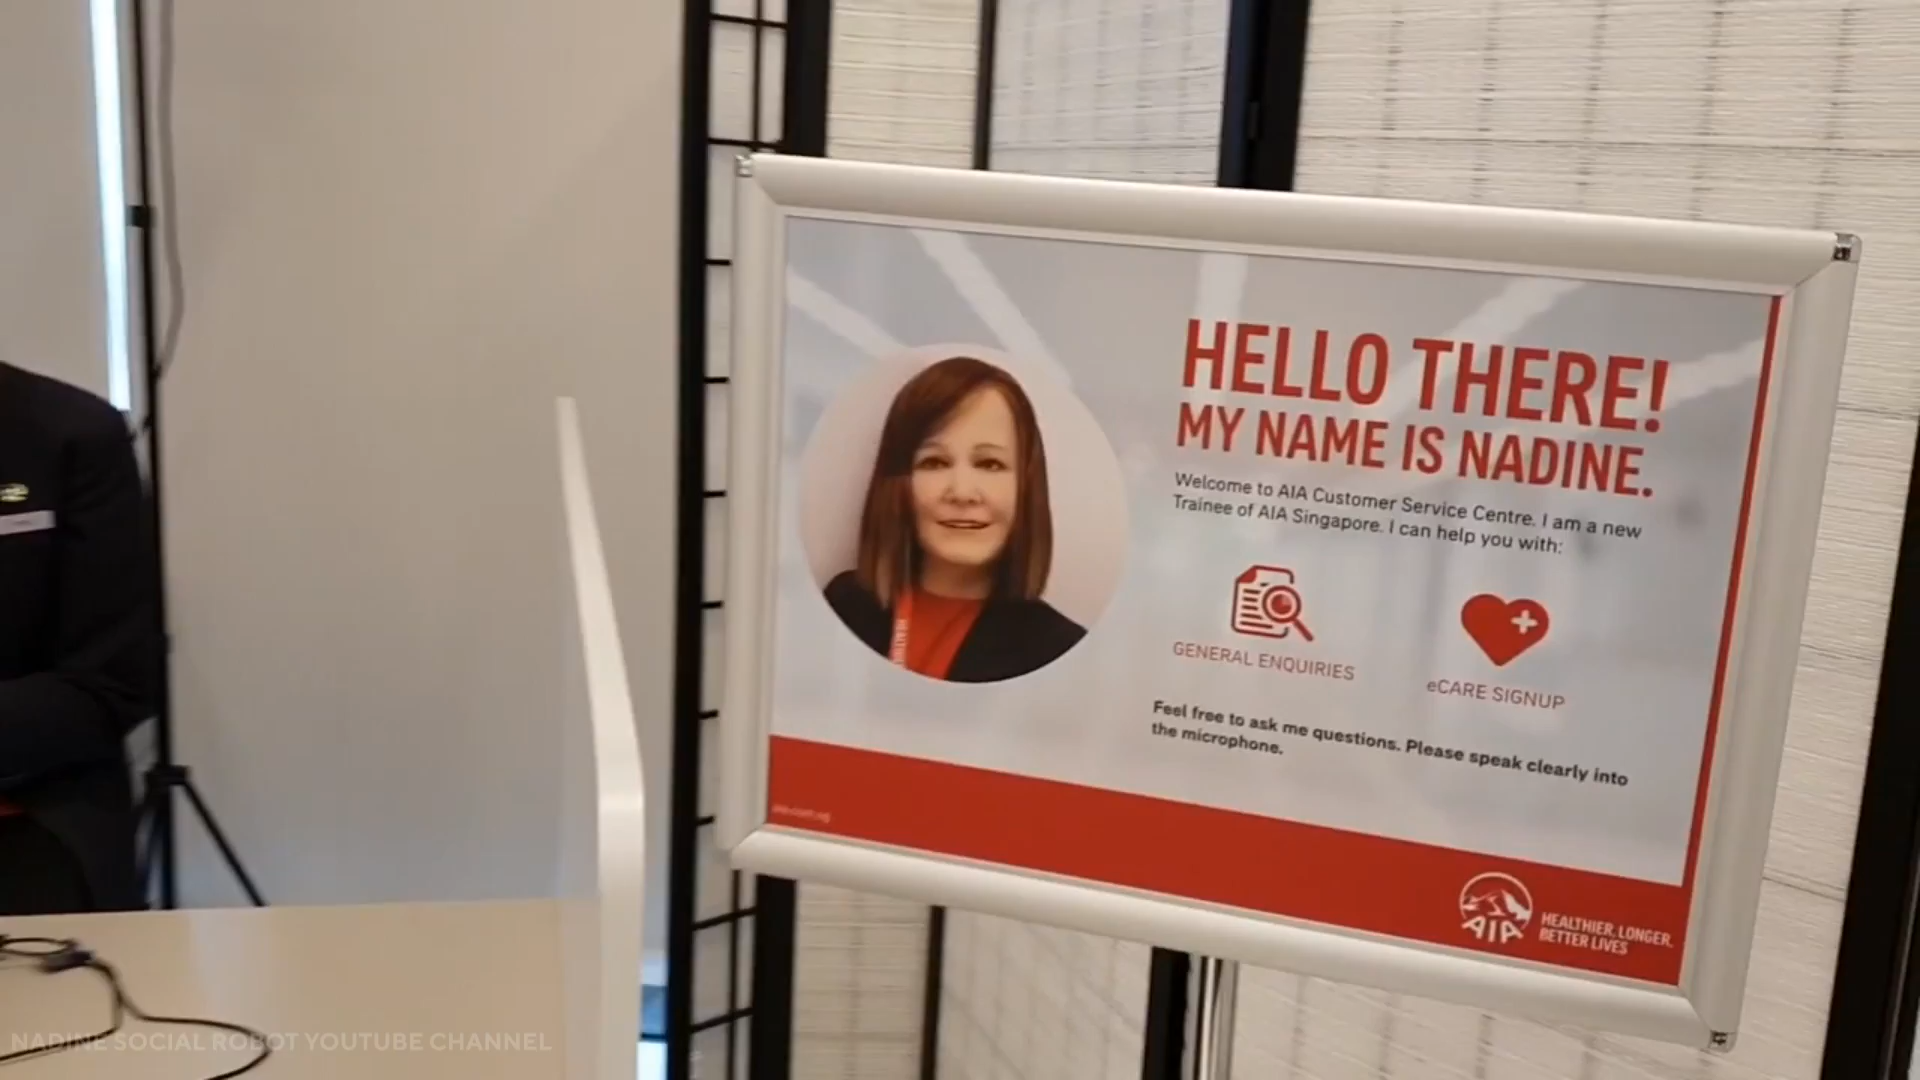 HELLO THERE!
MY NAME IS NADINE.
Welcome to AIA Customer Service Centre. I am a new
Trainee of AIA Singapore. I can help you with:
GENERAL ENQUIRIES
eCARE SIGNUP
Feel free to ask me questions. Please speak clearly into
the microphone.
AIA
HEALTHIER, LONGER,
BETTER LIVES
NADINE SOCIAL ROBOT YOUTUBE CHANNEL